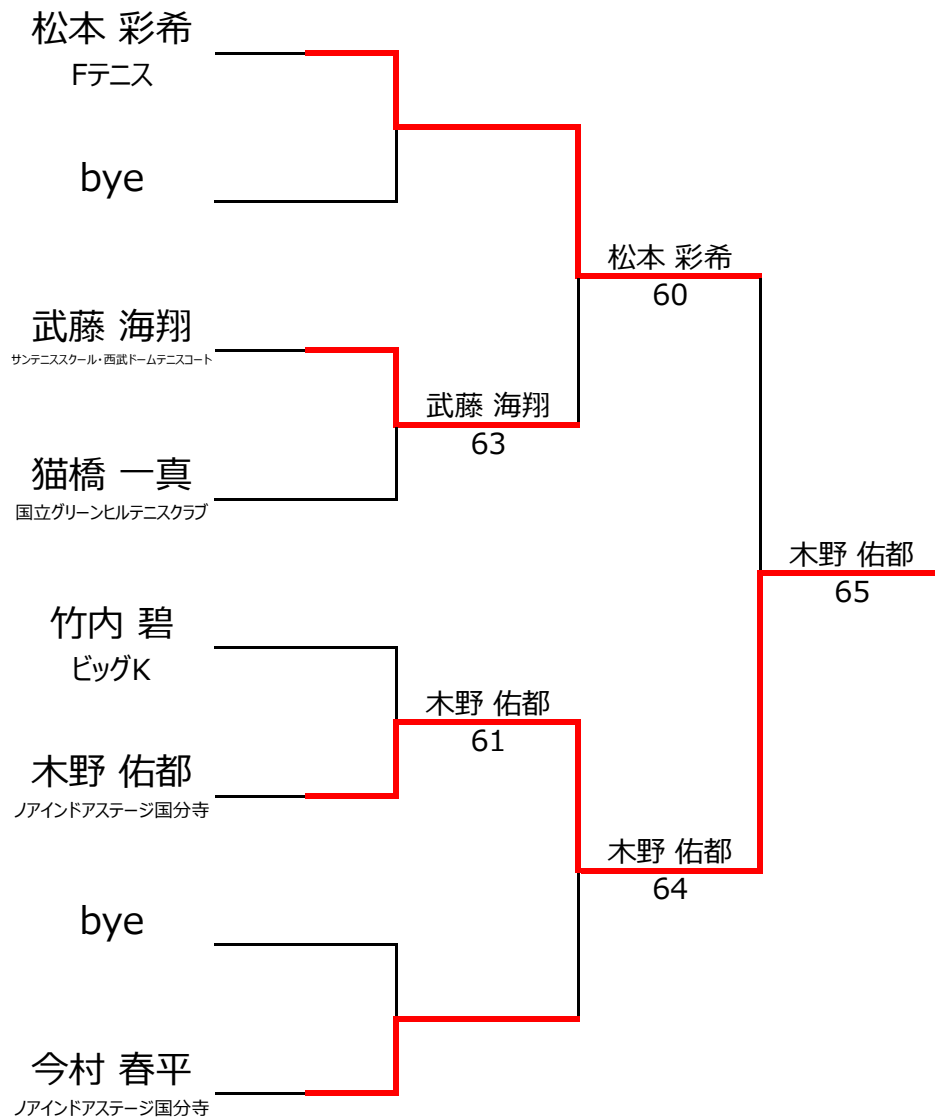 松本 彩希
Fテニス
bye
武藤 海翔
サンテニススクール・西武ドームテニスコート
猫橋 一真
国立グリーンヒルテニスクラブ
竹内 碧
ビッグK
木野 佑都
ノアインドアステージ国分寺
bye
今村 春平
ノアインドアステージ国分寺
武藤 海翔
63
木野 佑都
61
松本 彩希
60
木野 佑都
64
木野 佑都
65